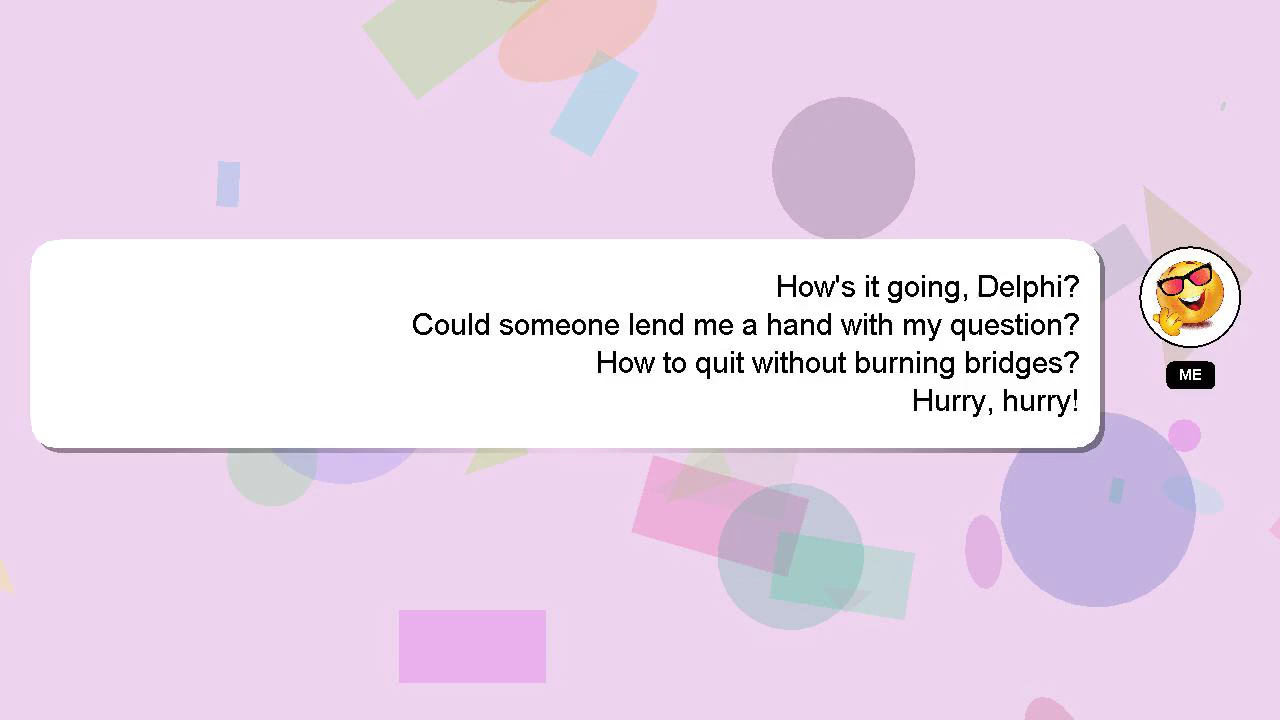 How's it going, Delphi?
Could someone lend me a hand with my question?
How to quit without burning bridges?
Hurry, hurry!
ME